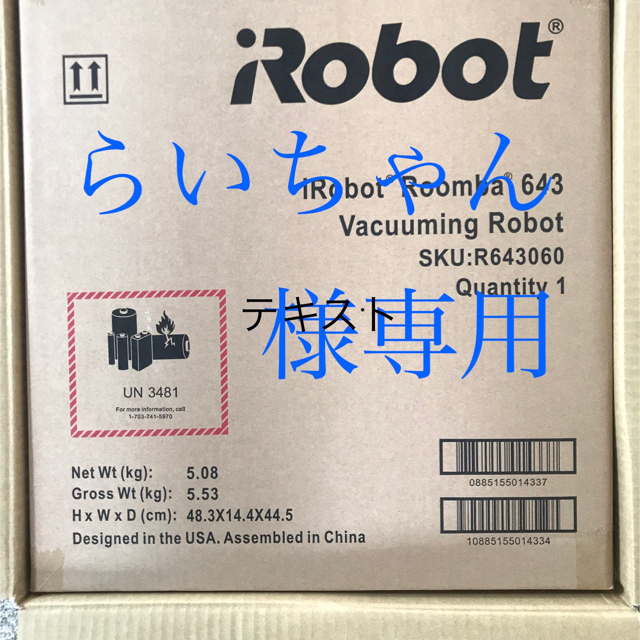 iRobot®
らいちゃん
iRobot® Roomba® 643
Vacuuming Robot
SKU:R643060
Quantity 1
テキスト
様専用
UN 3481
For more information, call
1-703-741-5970
Net Wt (kg): 5.08
Gross Wt (kg): 5.53
H x W x D (cm): 48.3X14.4X44.5
Designed in the USA. Assembled in China
0885155014337
10885155014334